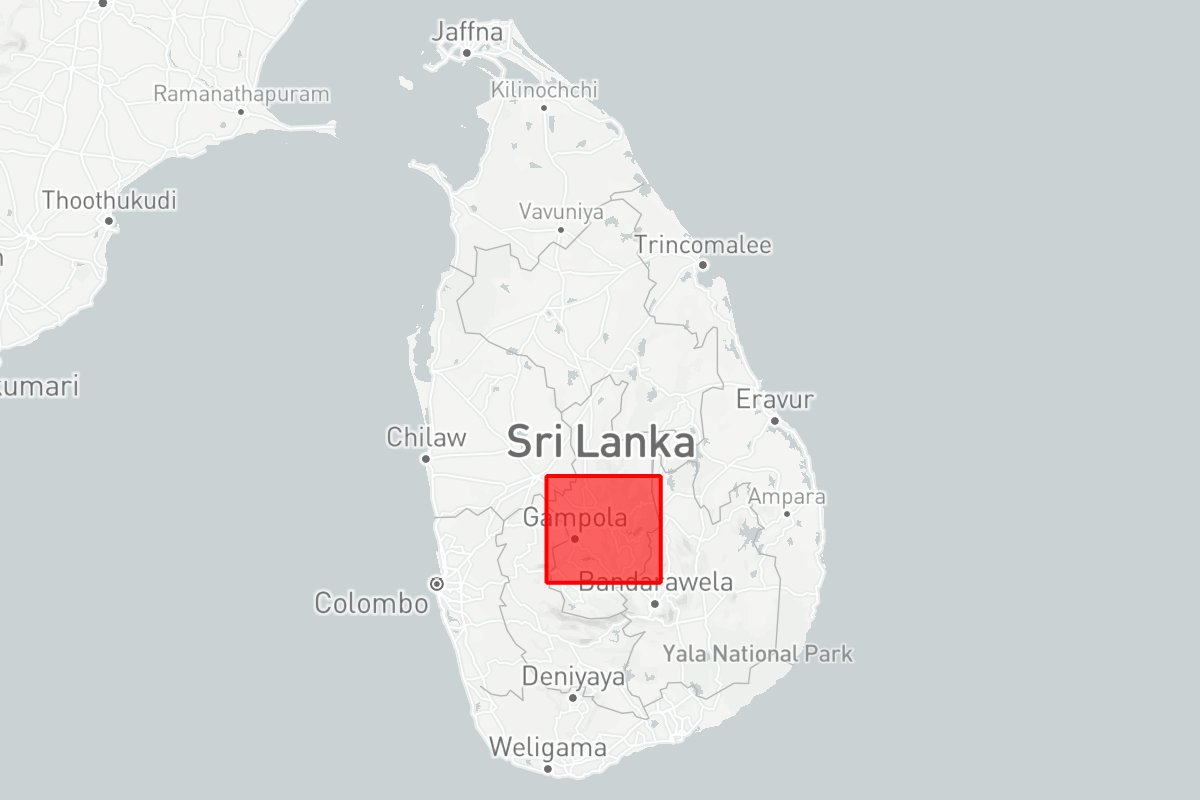 Jaffna
Kilinochchi
Ramanathapuram
Thoothukudi
Vavuniya
Trincomalee
kumari
Eravur
Chilaw
Sri Lanka
Ampara
Gampola
Bandarawela
Colombo
Yala National Park
Deniyaya
Weligama